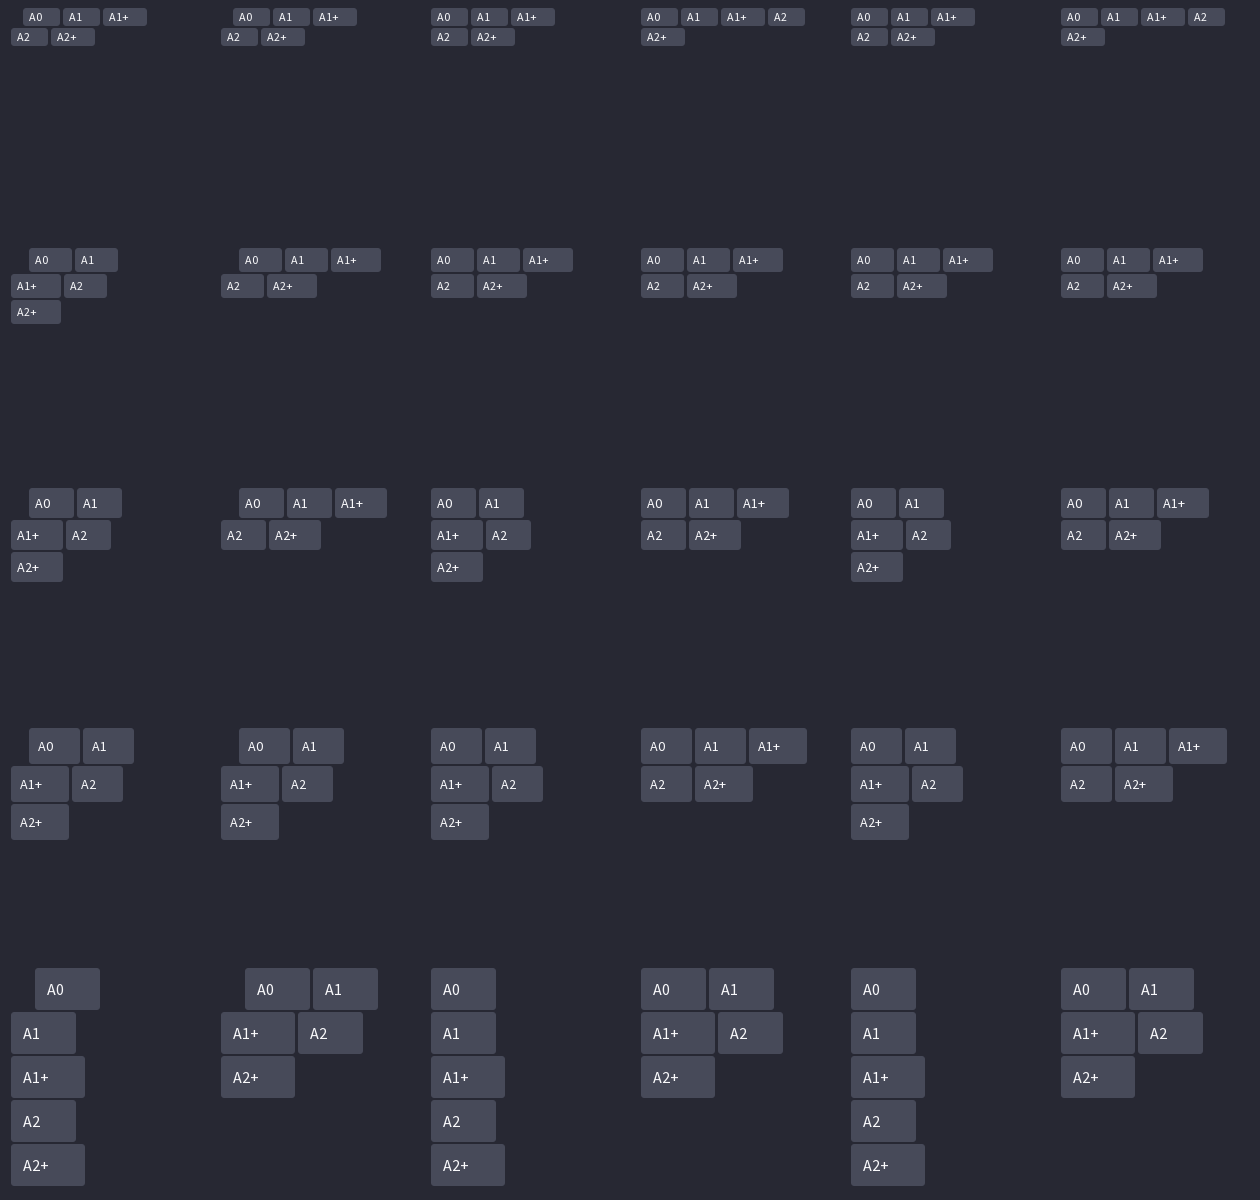 A0 A1 A1+ A0 A1 A1+ A0 A1 A1+ A0 A1 A1+ A2 A0 A1 A1+ A0 A1 A1+ A2
A2 A2+ A2 A2+ A2 A2+ A2+ A2 A2+ A2+
A0 A1 A0 A1 A1+ A0 A1 A1+ A0 A1 A1+ A0 A1 A1+ A0 A1 A1+
A1+ A2 A2 A2+ A2 A2+ A2 A2+ A2 A2+ A2 A2+
A2+
A0 A1 A0 A1 A1+ A0 A1 A0 A1 A1+ A0 A1 A0 A1 A1+
A1+ A2 A2 A2+ A1+ A2 A2 A2+ A1+ A2 A2 A2+
A2+ A2+ A2+
A0 A1 A0 A1 A0 A1 A0 A1 A1+ A0 A1 A0 A1 A1+
A1+ A2 A1+ A2 A1+ A2 A2 A2+ A1+ A2 A2 A2+
A2+ A2+ A2+ A2+
A0 A0 A1 A0 A0 A1 A0 A0 A1
A1 A1+ A2 A1 A1+ A2 A1 A1+ A2
A1+ A2+ A1+ A2+ A1+ A2+
A2 A2 A2
A2+ A2+ A2+